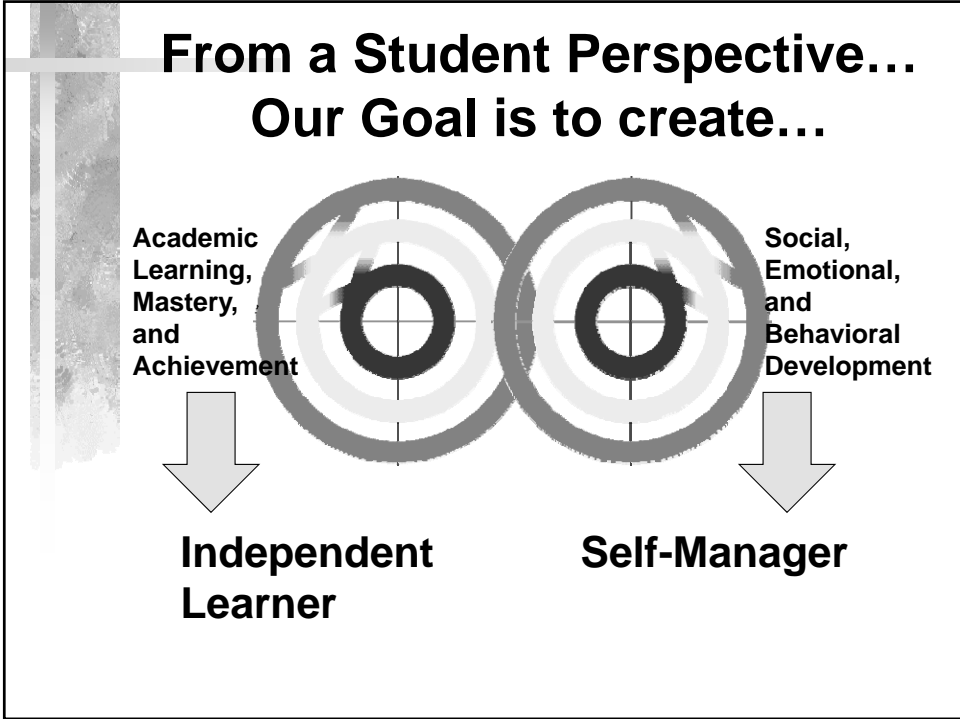 From a Student Perspective…
Our Goal is to create…
Academic
Learning,
Mastery,
and
Achievement
Social,
Emotional,
and
Behavioral
Development
Independent
Learner
Self-Manager